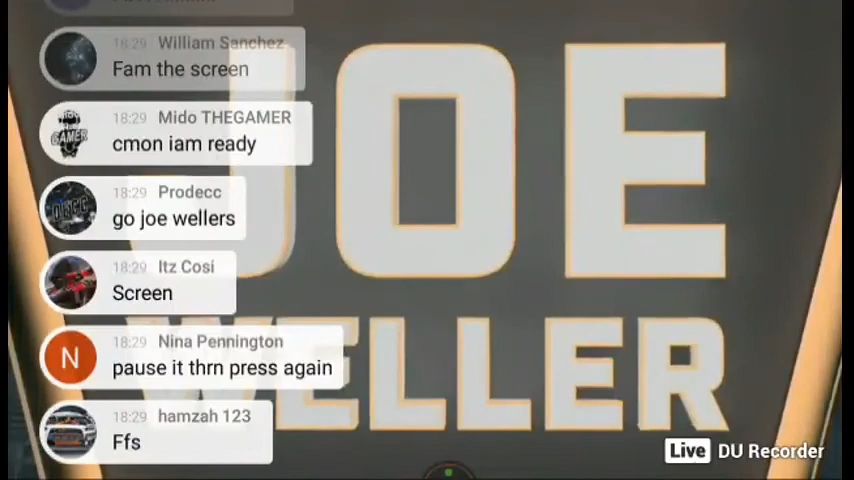 18:29 William Sanchez
Fam the screen
18:29 Mido THEGAMER
cmon iam ready
18:29 Prodecc
go joe wellers
18:29 Itz Cosi
Screen
18:29 Nina Pennington
pause it thrn press again
18:29 hamzah 123
Ffs
JOE
WELLER
GAMER
N
Live DU Recorder